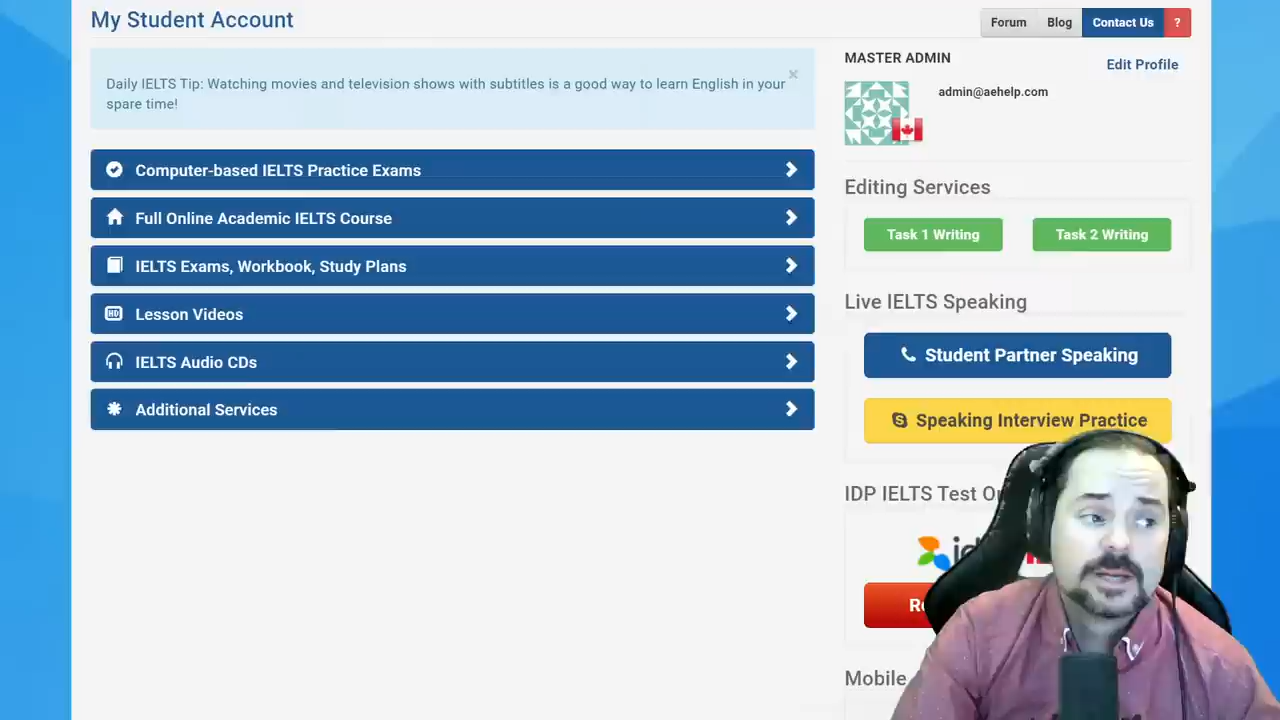 My Student Account
Forum
Blog
Contact Us
?
Daily IELTS Tip: Watching movies and television shows with subtitles is a good way to learn English in your
spare time!
×
Computer-based IELTS Practice Exams
Full Online Academic IELTS Course
IELTS Exams, Workbook, Study Plans
HD
Lesson Videos
IELTS Audio CDs
Additional Services
MASTER ADMIN
Edit Profile
admin@aehelp.com
Editing Services
Task 1 Writing
Task 2 Writing
Live IELTS Speaking
Student Partner Speaking
Speaking Interview Practice
IDP IELTS Test
Mobile